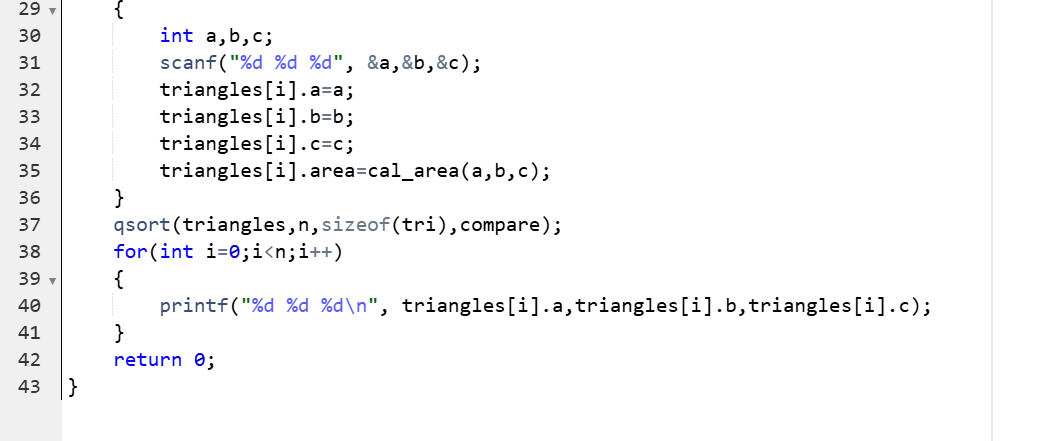 29 {
30 int a,b,c;
31 scanf("%d %d %d", &a,&b,&c);
32 triangles[i].a=a;
33 triangles[i].b=b;
34 triangles[i].c=c;
35 triangles[i].area=cal_area(a,b,c);
36 }
37 qsort(triangles,n,sizeof(tri),compare);
38 for(int i=0;i<n;i++)
39 {
40 printf("%d %d %d\n", triangles[i].a,triangles[i].b,triangles[i].c);
41 }
42 return 0;
43 }